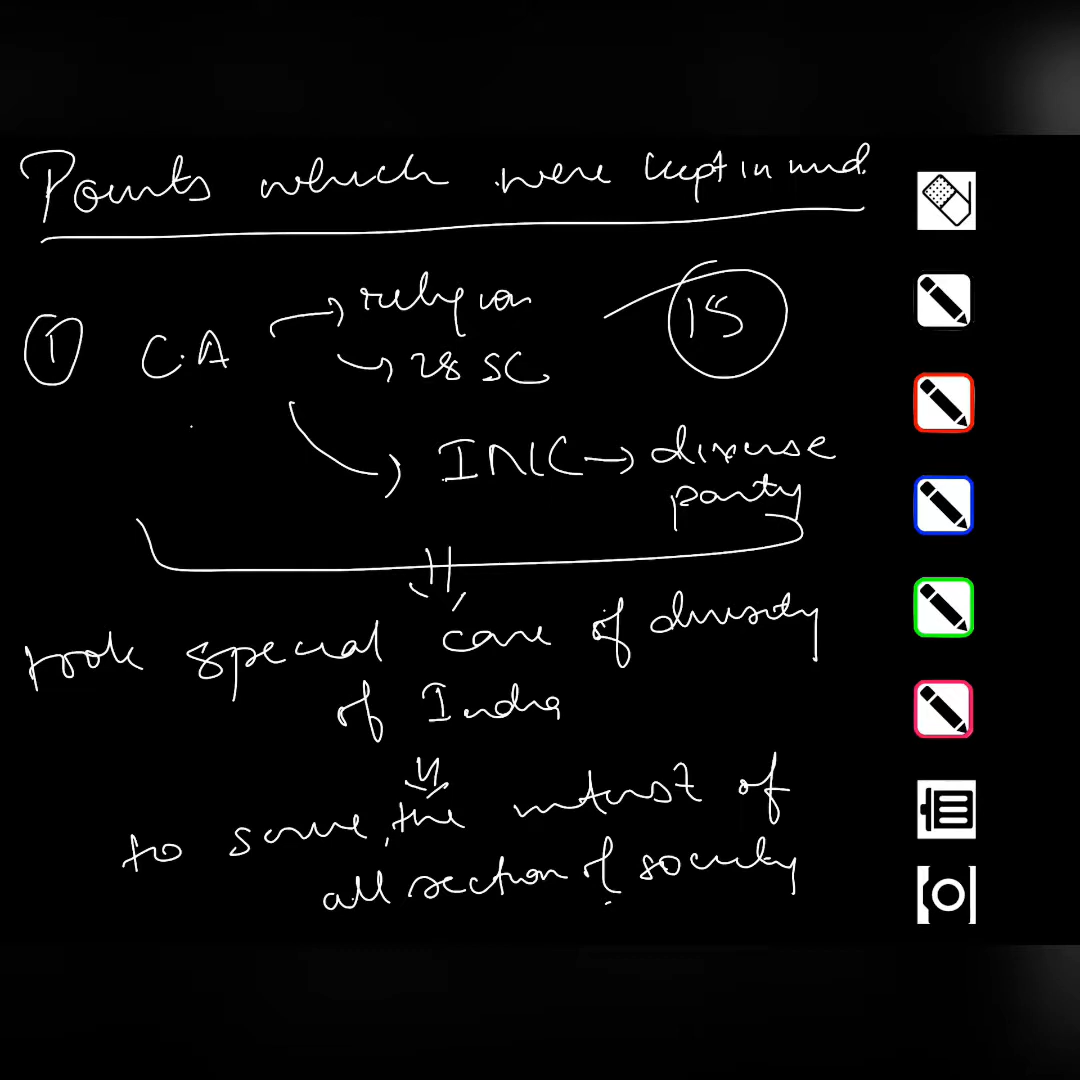 Points which were kept in mind.
① C.A → religion 15
→ 28 SC
→ INC → diverse
party
took special care of diversity
of India
to serve, the interest of
all section of society